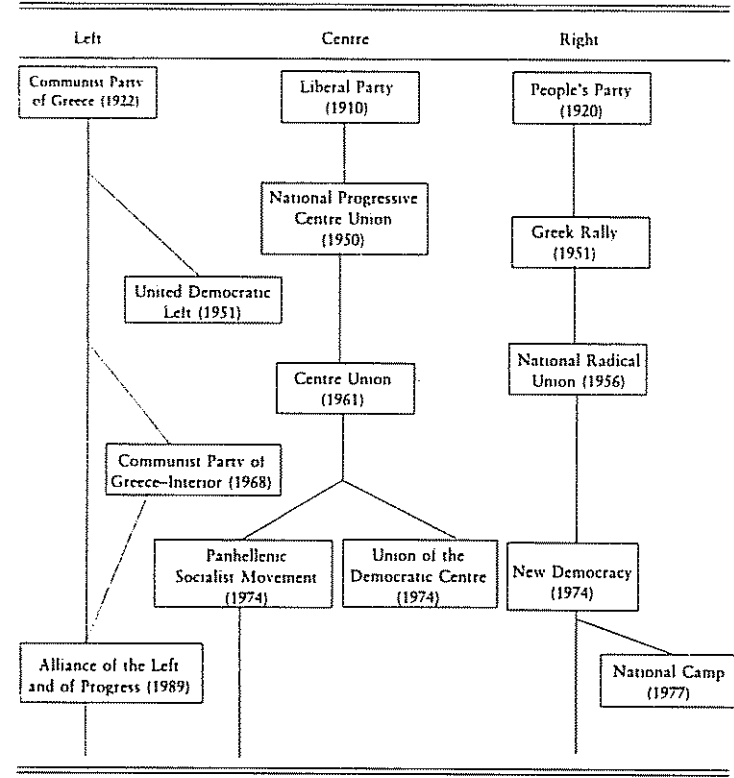 Left
Centre
Right
Communist Party
of Greece (1922)
Liberal Party
(1910)
People's Party
(1920)
National Progressive
Centre Union
(1950)
Greek Rally
(1951)
United Democratic
Left (1951)
National Radical
Union (1956)
Centre Union
(1961)
Communist Party of
Greece–Interior (1968)
Panhellenic
Socialist Movement
(1974)
Union of the
Democratic Centre
(1974)
New Democracy
(1974)
Alliance of the Left
and of Progress (1989)
National Camp
(1977)